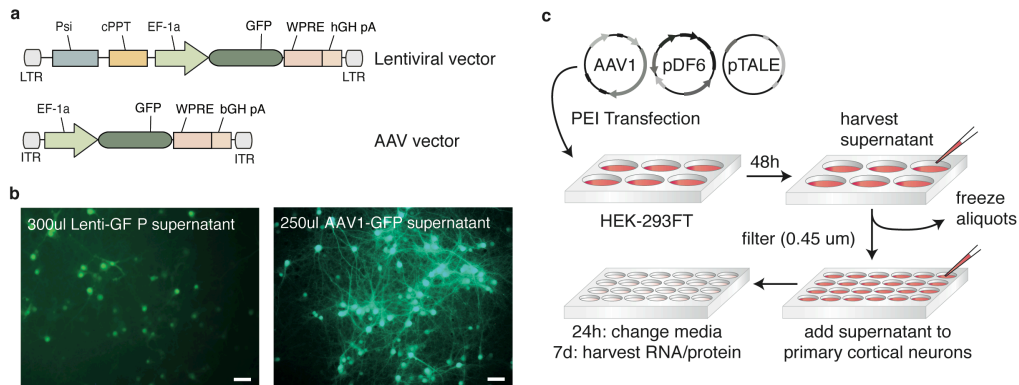 a
Psi cPPT EF-1a GFP WPRE hGH pA
LTR LTR
Lentiviral vector
EF-1a GFP WPRE bGH pA
ITR ITR
AAV vector
b
300ul Lenti-GF P supernatant
250ul AAV1-GFP supernatant
c
AAV1 pDF6 pTALE
PEI Transfection
harvest
supernatant
48h
HEK-293FT
freeze
aliquots
filter (0.45 um)
24h: change media
7d: harvest RNA/protein
add supernatant to
primary cortical neurons